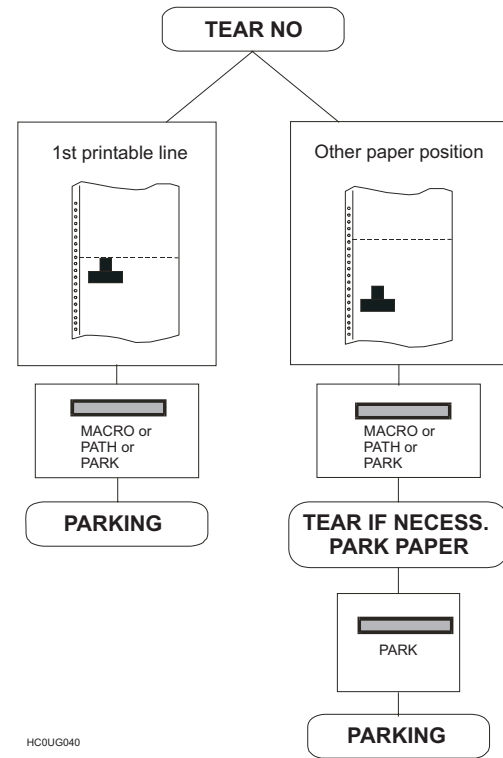 TEAR NO
1st printable line
MACRO or
PATH or
PARK
PARKING
Other paper position
MACRO or
PATH or
PARK
TEAR IF NECESS.
PARK PAPER
PARK
PARKING
HC0UG040